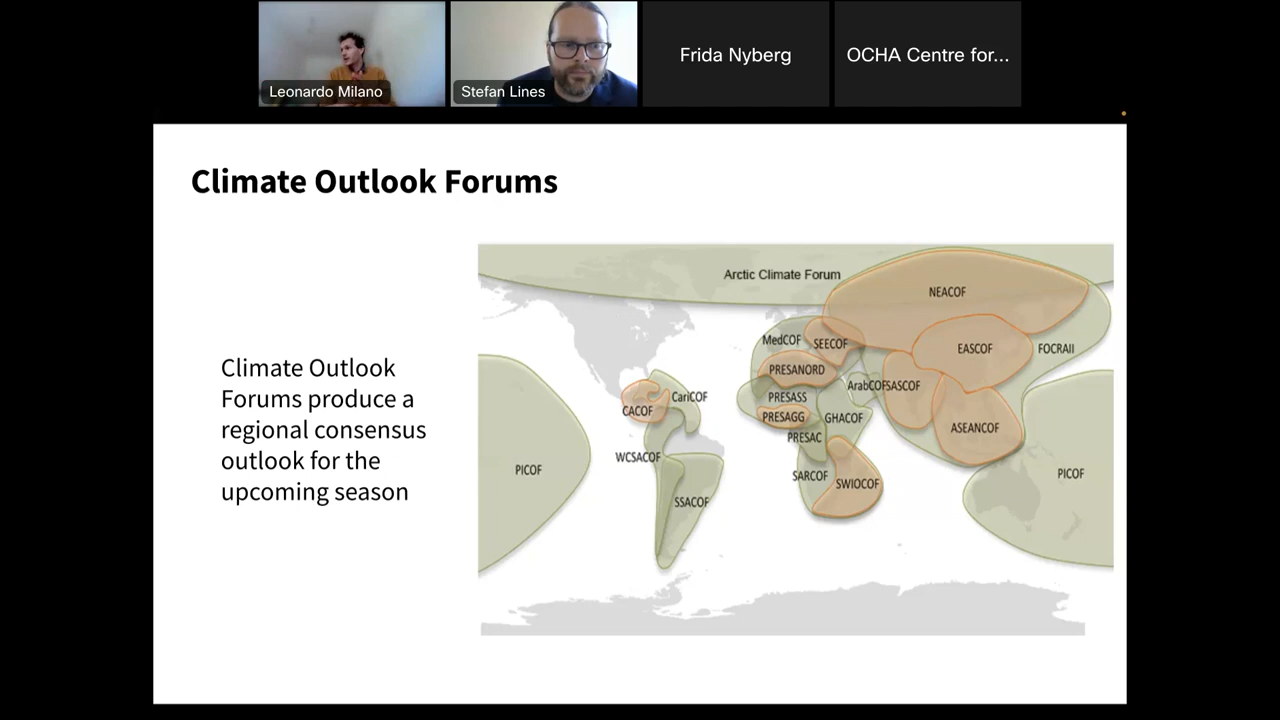 Leonardo Milano
Stefan Lines
Frida Nyberg
OCHA Centre for...
Climate Outlook Forums
Climate Outlook
Forums produce a
regional consensus
outlook for the
upcoming season
Arctic Climate Forum
NEACOF
MedCOF
SEECOF
EASCOF
FOCRAII
PRESANORD
ArabCOF
SASCOF
CACOF
CariCOF
PRESASS
PRESAGG
GHACOF
PRESAC
ASEANCOF
WCSACOF
PICOF
SSACOF
SARCOF
SWIOCOF
PICOF